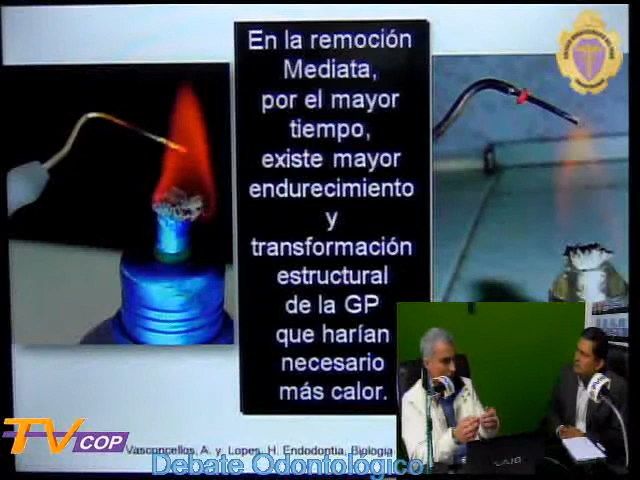 En la remoción
Mediata,
por el mayor
tiempo,
existe mayor
endurecimiento
y
transformación
estructural
de la GP
que harían
necesario
más calor.
Vasconcellos, A. y Lopes, H. Endodontia, Biologia
TV COP
Debate Odontologico!